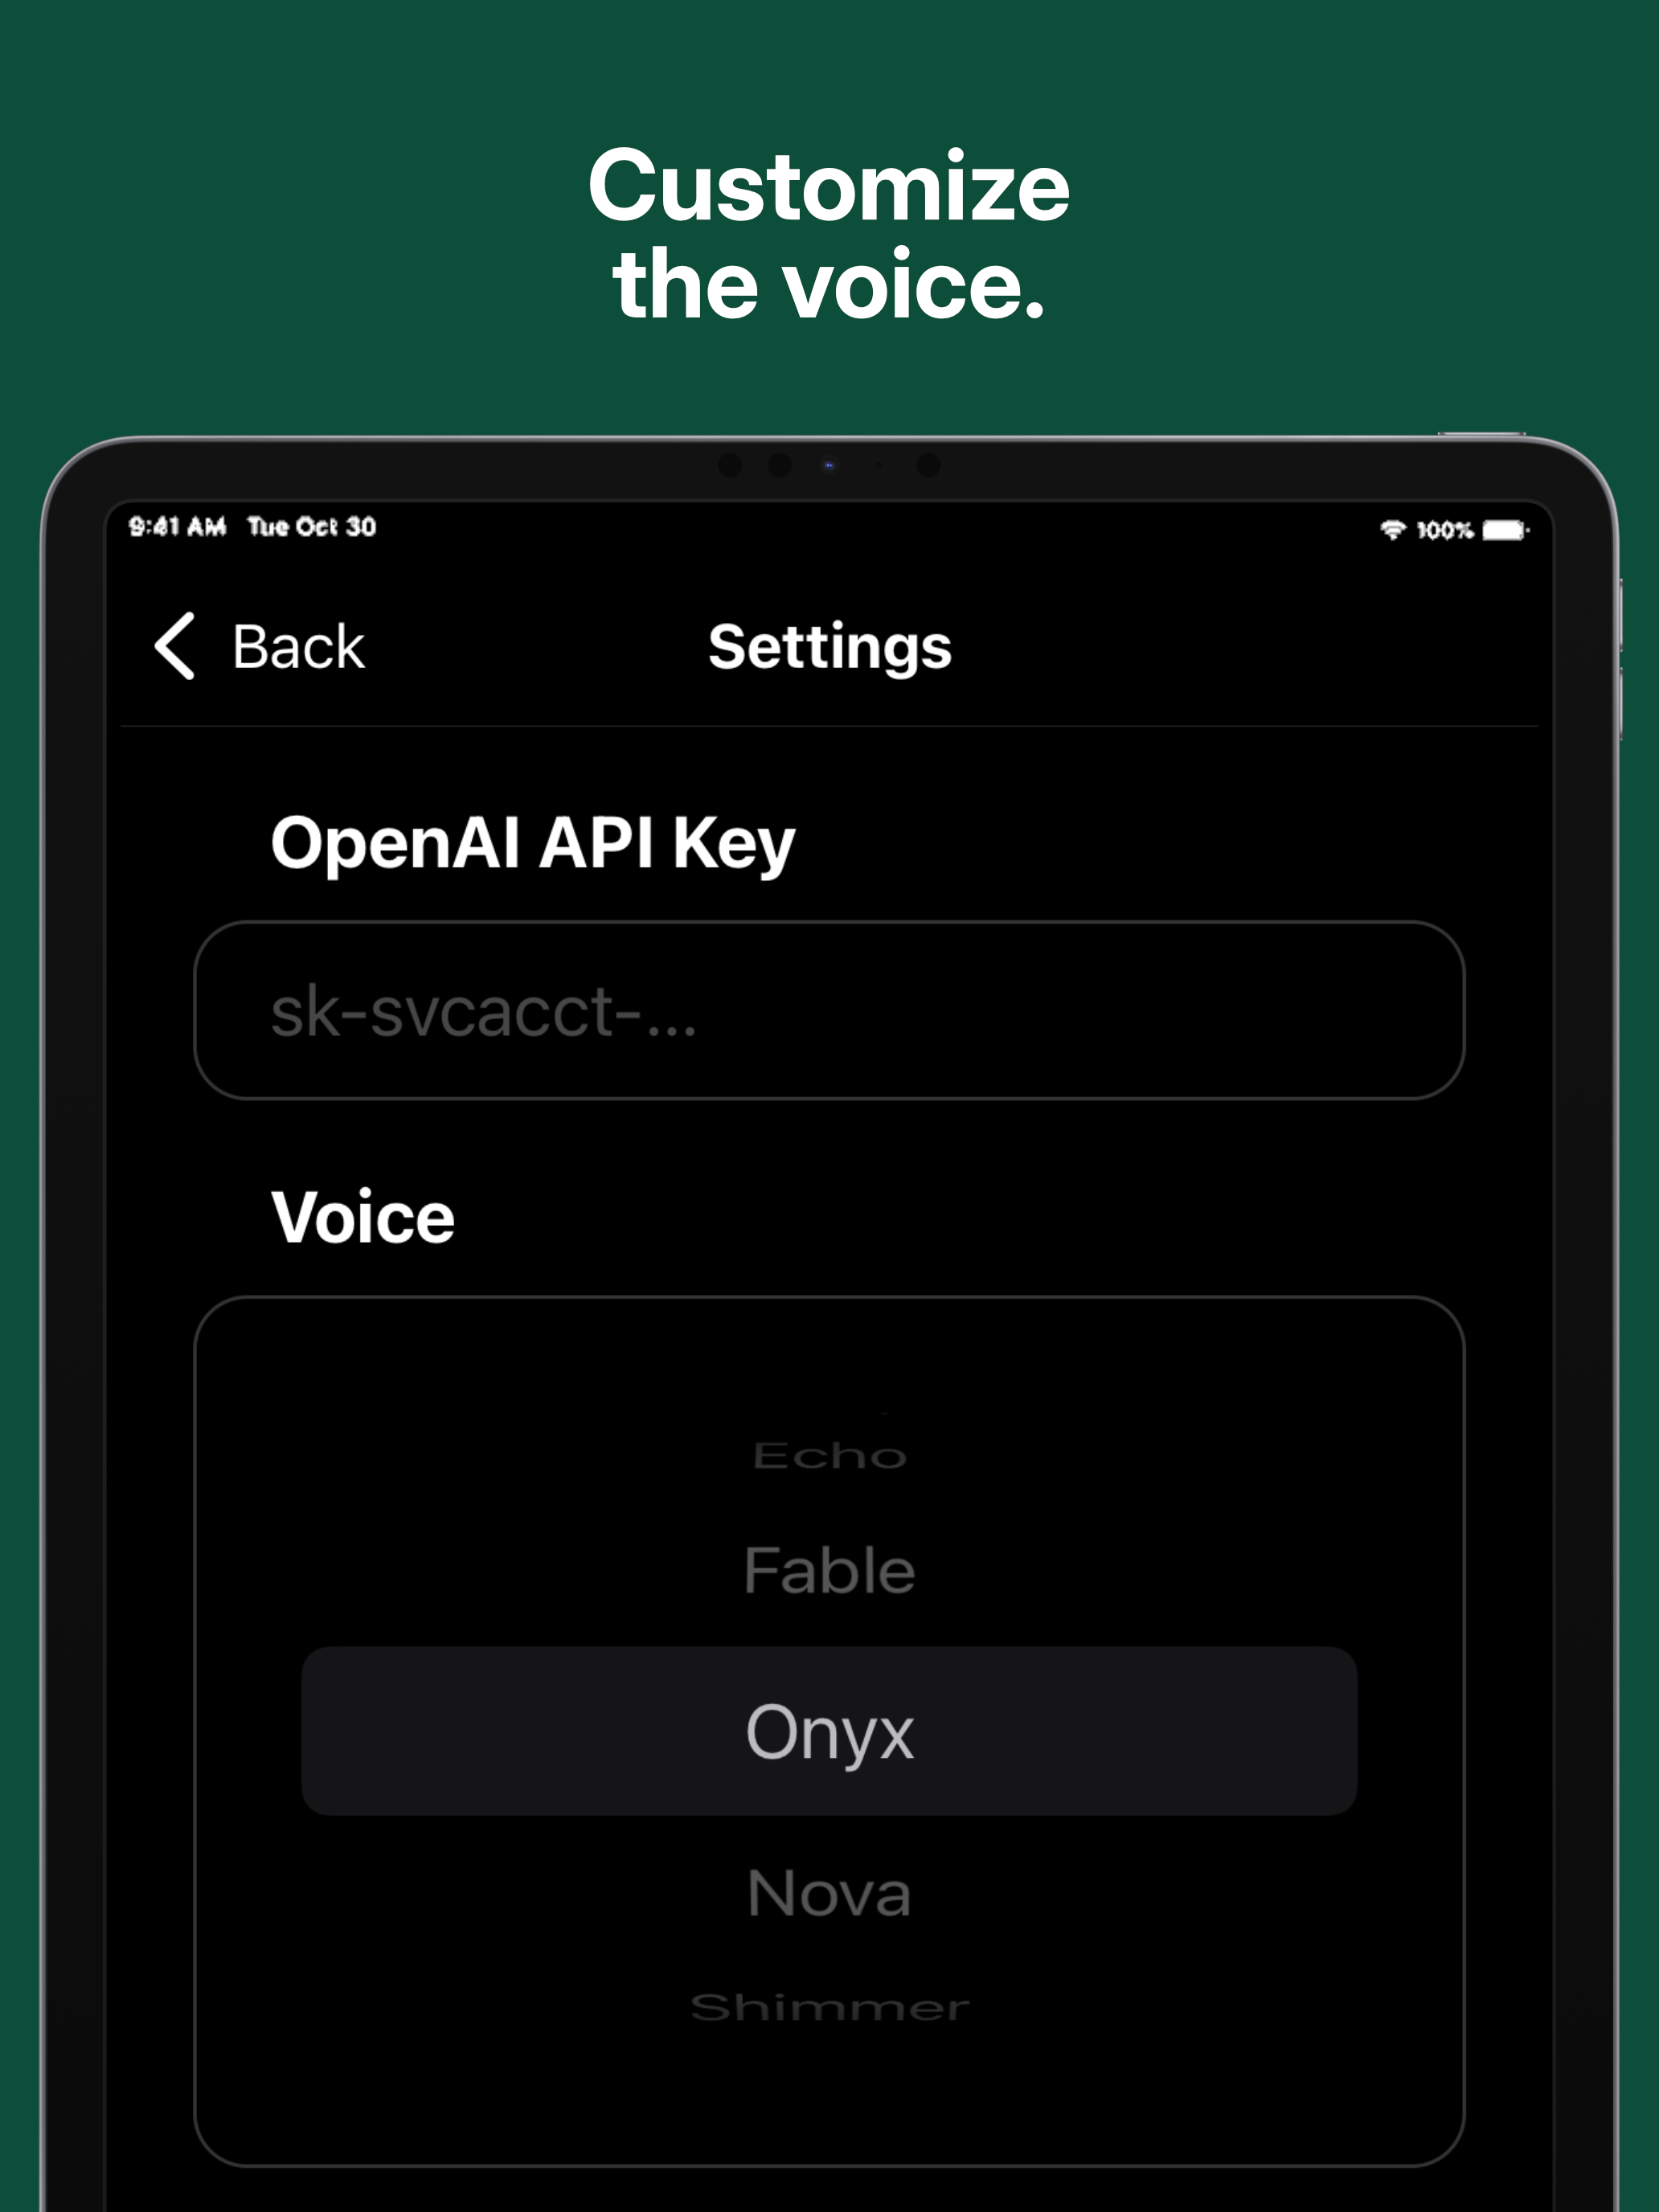 Customize
the voice.
9:41 AM Tue Oct 30
100%
Back
Settings
OpenAI API Key
sk-svcacct-...
Voice
Echo
Fable
Onyx
Nova
Shimmer